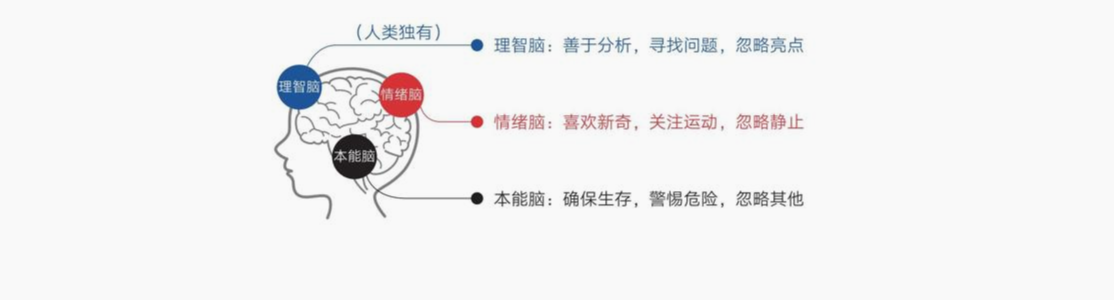 （人类独有）
理智脑：善于分析，寻找问题，忽略亮点
理智脑
情绪脑
情绪脑：喜欢新奇，关注运动，忽略静止
本能脑
本能脑：确保生存，警惕危险，忽略其他